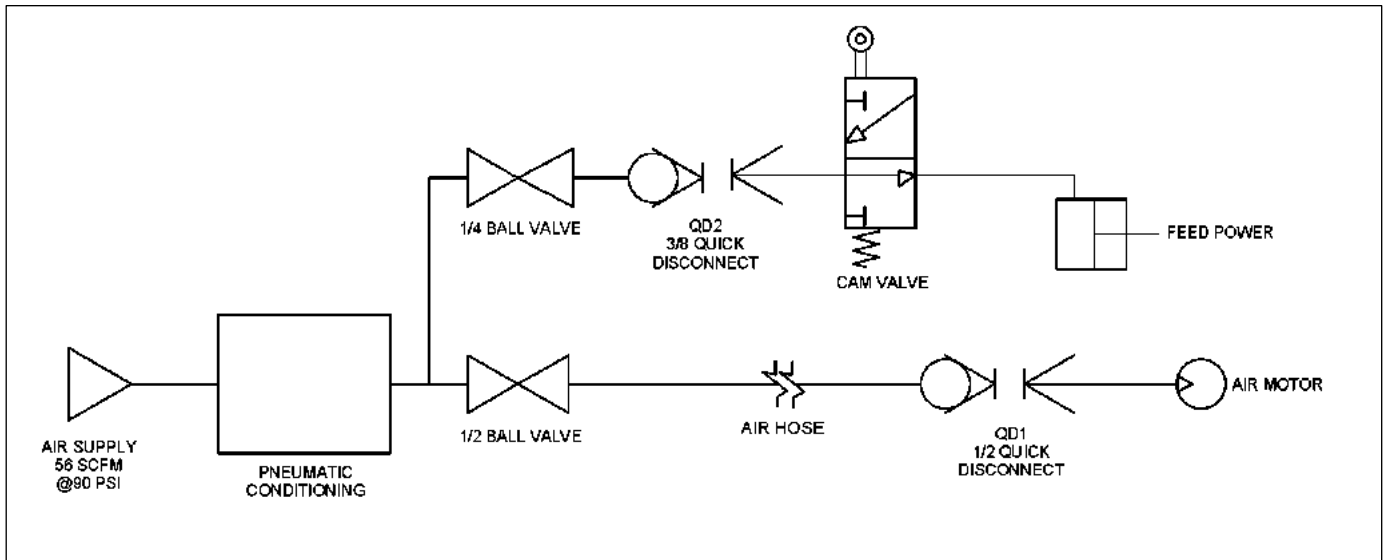 1/4 BALL VALVE
QD2
3/8 QUICK
DISCONNECT
CAM VALVE
FEED POWER
AIR SUPPLY
56 SCFM
@90 PSI
PNEUMATIC
CONDITIONING
1/2 BALL VALVE
AIR HOSE
QD1
1/2 QUICK
DISCONNECT
AIR MOTOR